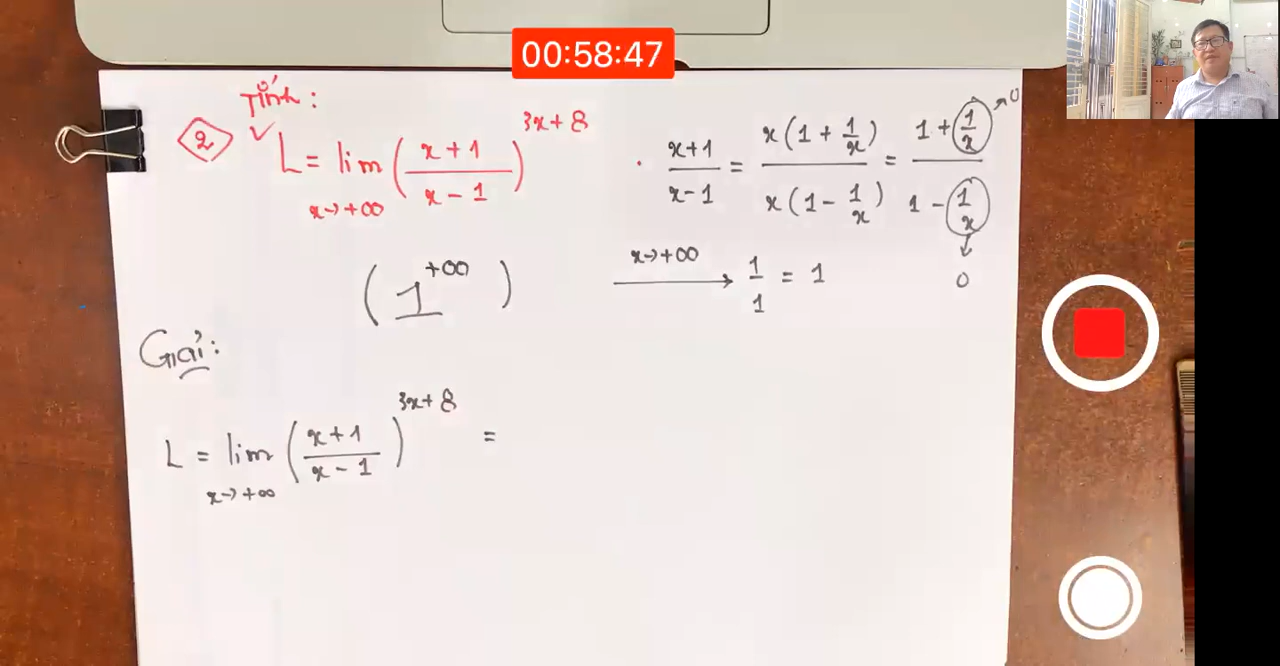 00:58:47
Tính:
2 ✓ L = lim x→+∞ (x+1 / x-1)^3x+8
(1^+∞)
• x+1 / x-1 = x(1 + 1/x) / x(1 - 1/x) = 1 + 1/x → 0 / 1 - 1/x → 0
x→+∞ → 1/1 = 1
Giải:
L = lim x→+∞ (x+1 / x-1)^3x+8 =